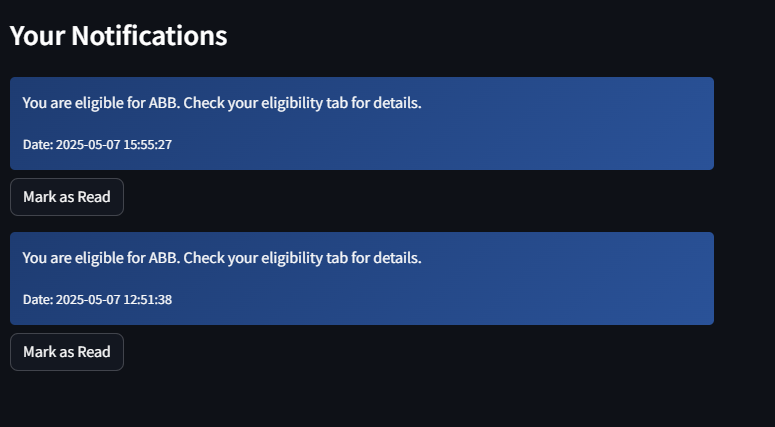 Your Notifications
You are eligible for ABB. Check your eligibility tab for details.
Date: 2025-05-07 15:55:27
Mark as Read
You are eligible for ABB. Check your eligibility tab for details.
Date: 2025-05-07 12:51:38
Mark as Read